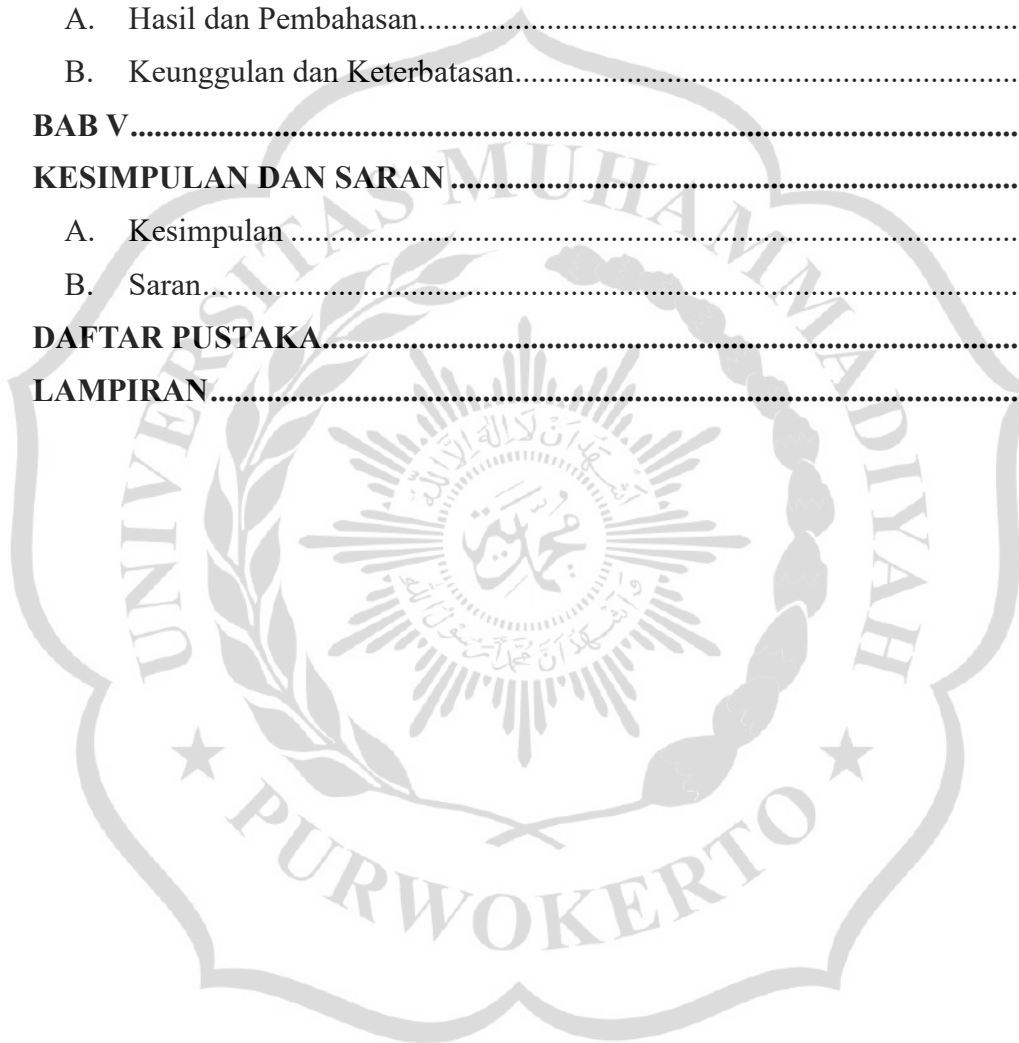 A. Hasil dan Pembahasan..........................................................................
B. Keunggulan dan Keterbatasan..............................................................
BAB V................................................................................................................
KESIMPULAN DAN SARAN ........................................................................
A. Kesimpulan ...........................................................................................
B. Saran......................................................................................................
DAFTAR PUSTAKA........................................................................................
LAMPIRAN......................................................................................................
UNIVERSITAS MUHAMMADIYAH
★ PURWOKERTO ★